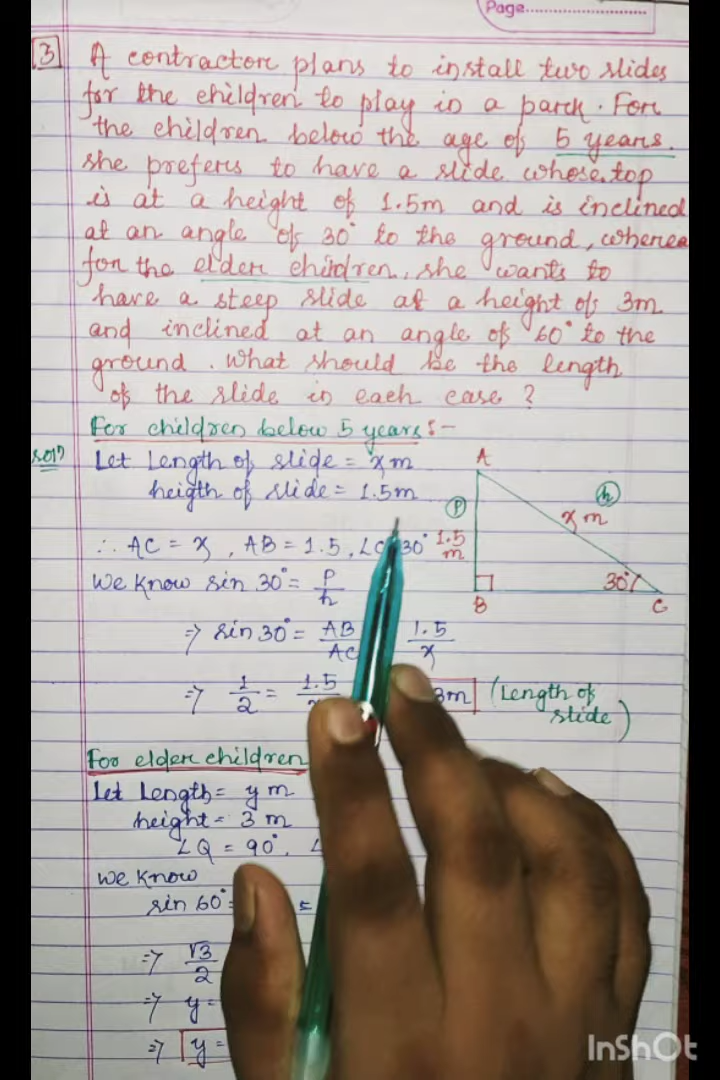 Page
3 A contractor plans to install two slides
for the children to play in a park. For
the children below the age of 5 years.
she prefers to have a slide whose top
is at a height of 1.5m and is inclined
at an angle of 30° to the ground, wherea
for the elder children, she wants to
have a steep slide at a height of 3m
and inclined at an angle of 60° to the
ground. What should be the length
of the slide in each case ?
For children below 5 years :-
Soln Let Length of slide = x m
heigth of slide = 1.5m
∴ AC = x, AB = 1.5, ∠C 30°
We Know sin 30° = P/h
=> sin 30° = AB/AC 1.5/x
=> 1/2 = 1.5 3m (Length of
slide)
A
P
h
x m
1.5
m
30°
B
C
For elder children
Let Length = y m
height = 3 m
∠Q = 90°, ∠
We Know
sin 60° = =
=> √3/2
=> y =
=> y =
InShOt